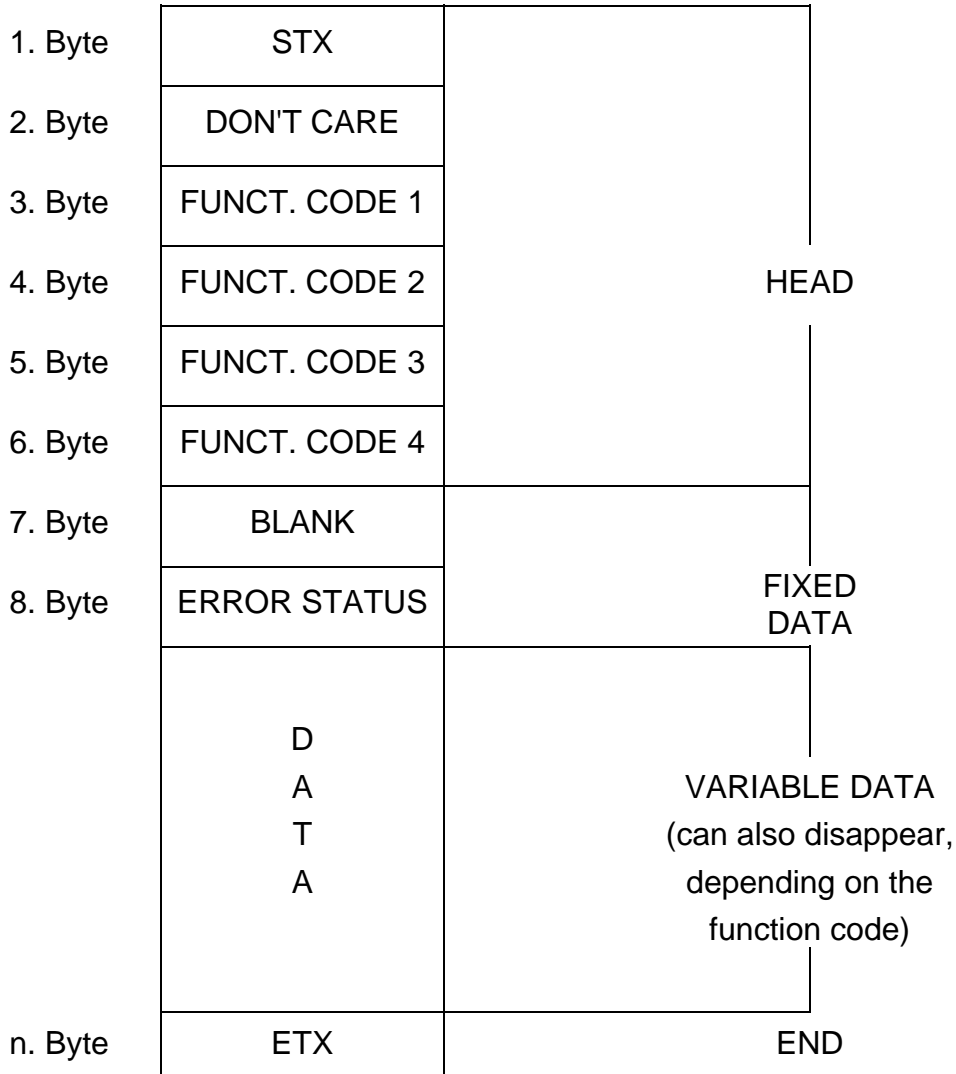 1. Byte STX
2. Byte DON'T CARE
3. Byte FUNCT. CODE 1
4. Byte FUNCT. CODE 2 HEAD
5. Byte FUNCT. CODE 3
6. Byte FUNCT. CODE 4
7. Byte BLANK
8. Byte ERROR STATUS FIXED
DATA
D
A VARIABLE DATA
T (can also disappear,
A depending on the
function code)
n. Byte ETX END